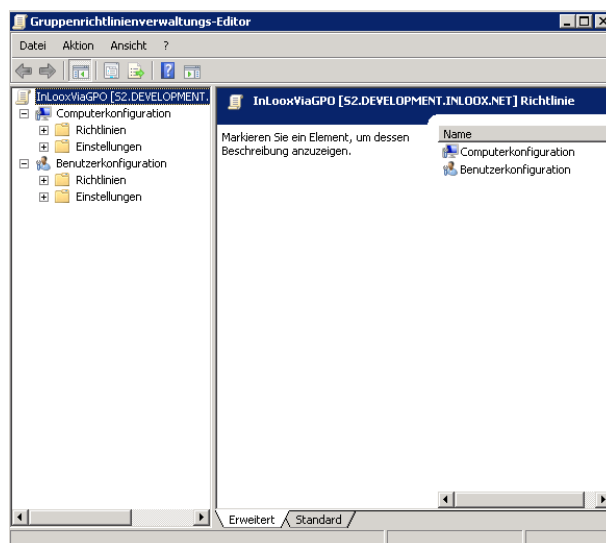 Gruppenrichtlinienverwaltungs-Editor
Datei Aktion Ansicht ?
InLooxViaGPO [S2.DEVELOPMENT.
Computerkonfiguration
Richtlinien
Einstellungen
Benutzerkonfiguration
Richtlinien
Einstellungen
InLooxViaGPO [S2.DEVELOPMENT.INLOOX.NET] Richtlinie
Markieren Sie ein Element, um dessen
Beschreibung anzuzeigen.
Name
Computerkonfiguration
Benutzerkonfiguration
Erweitert Standard